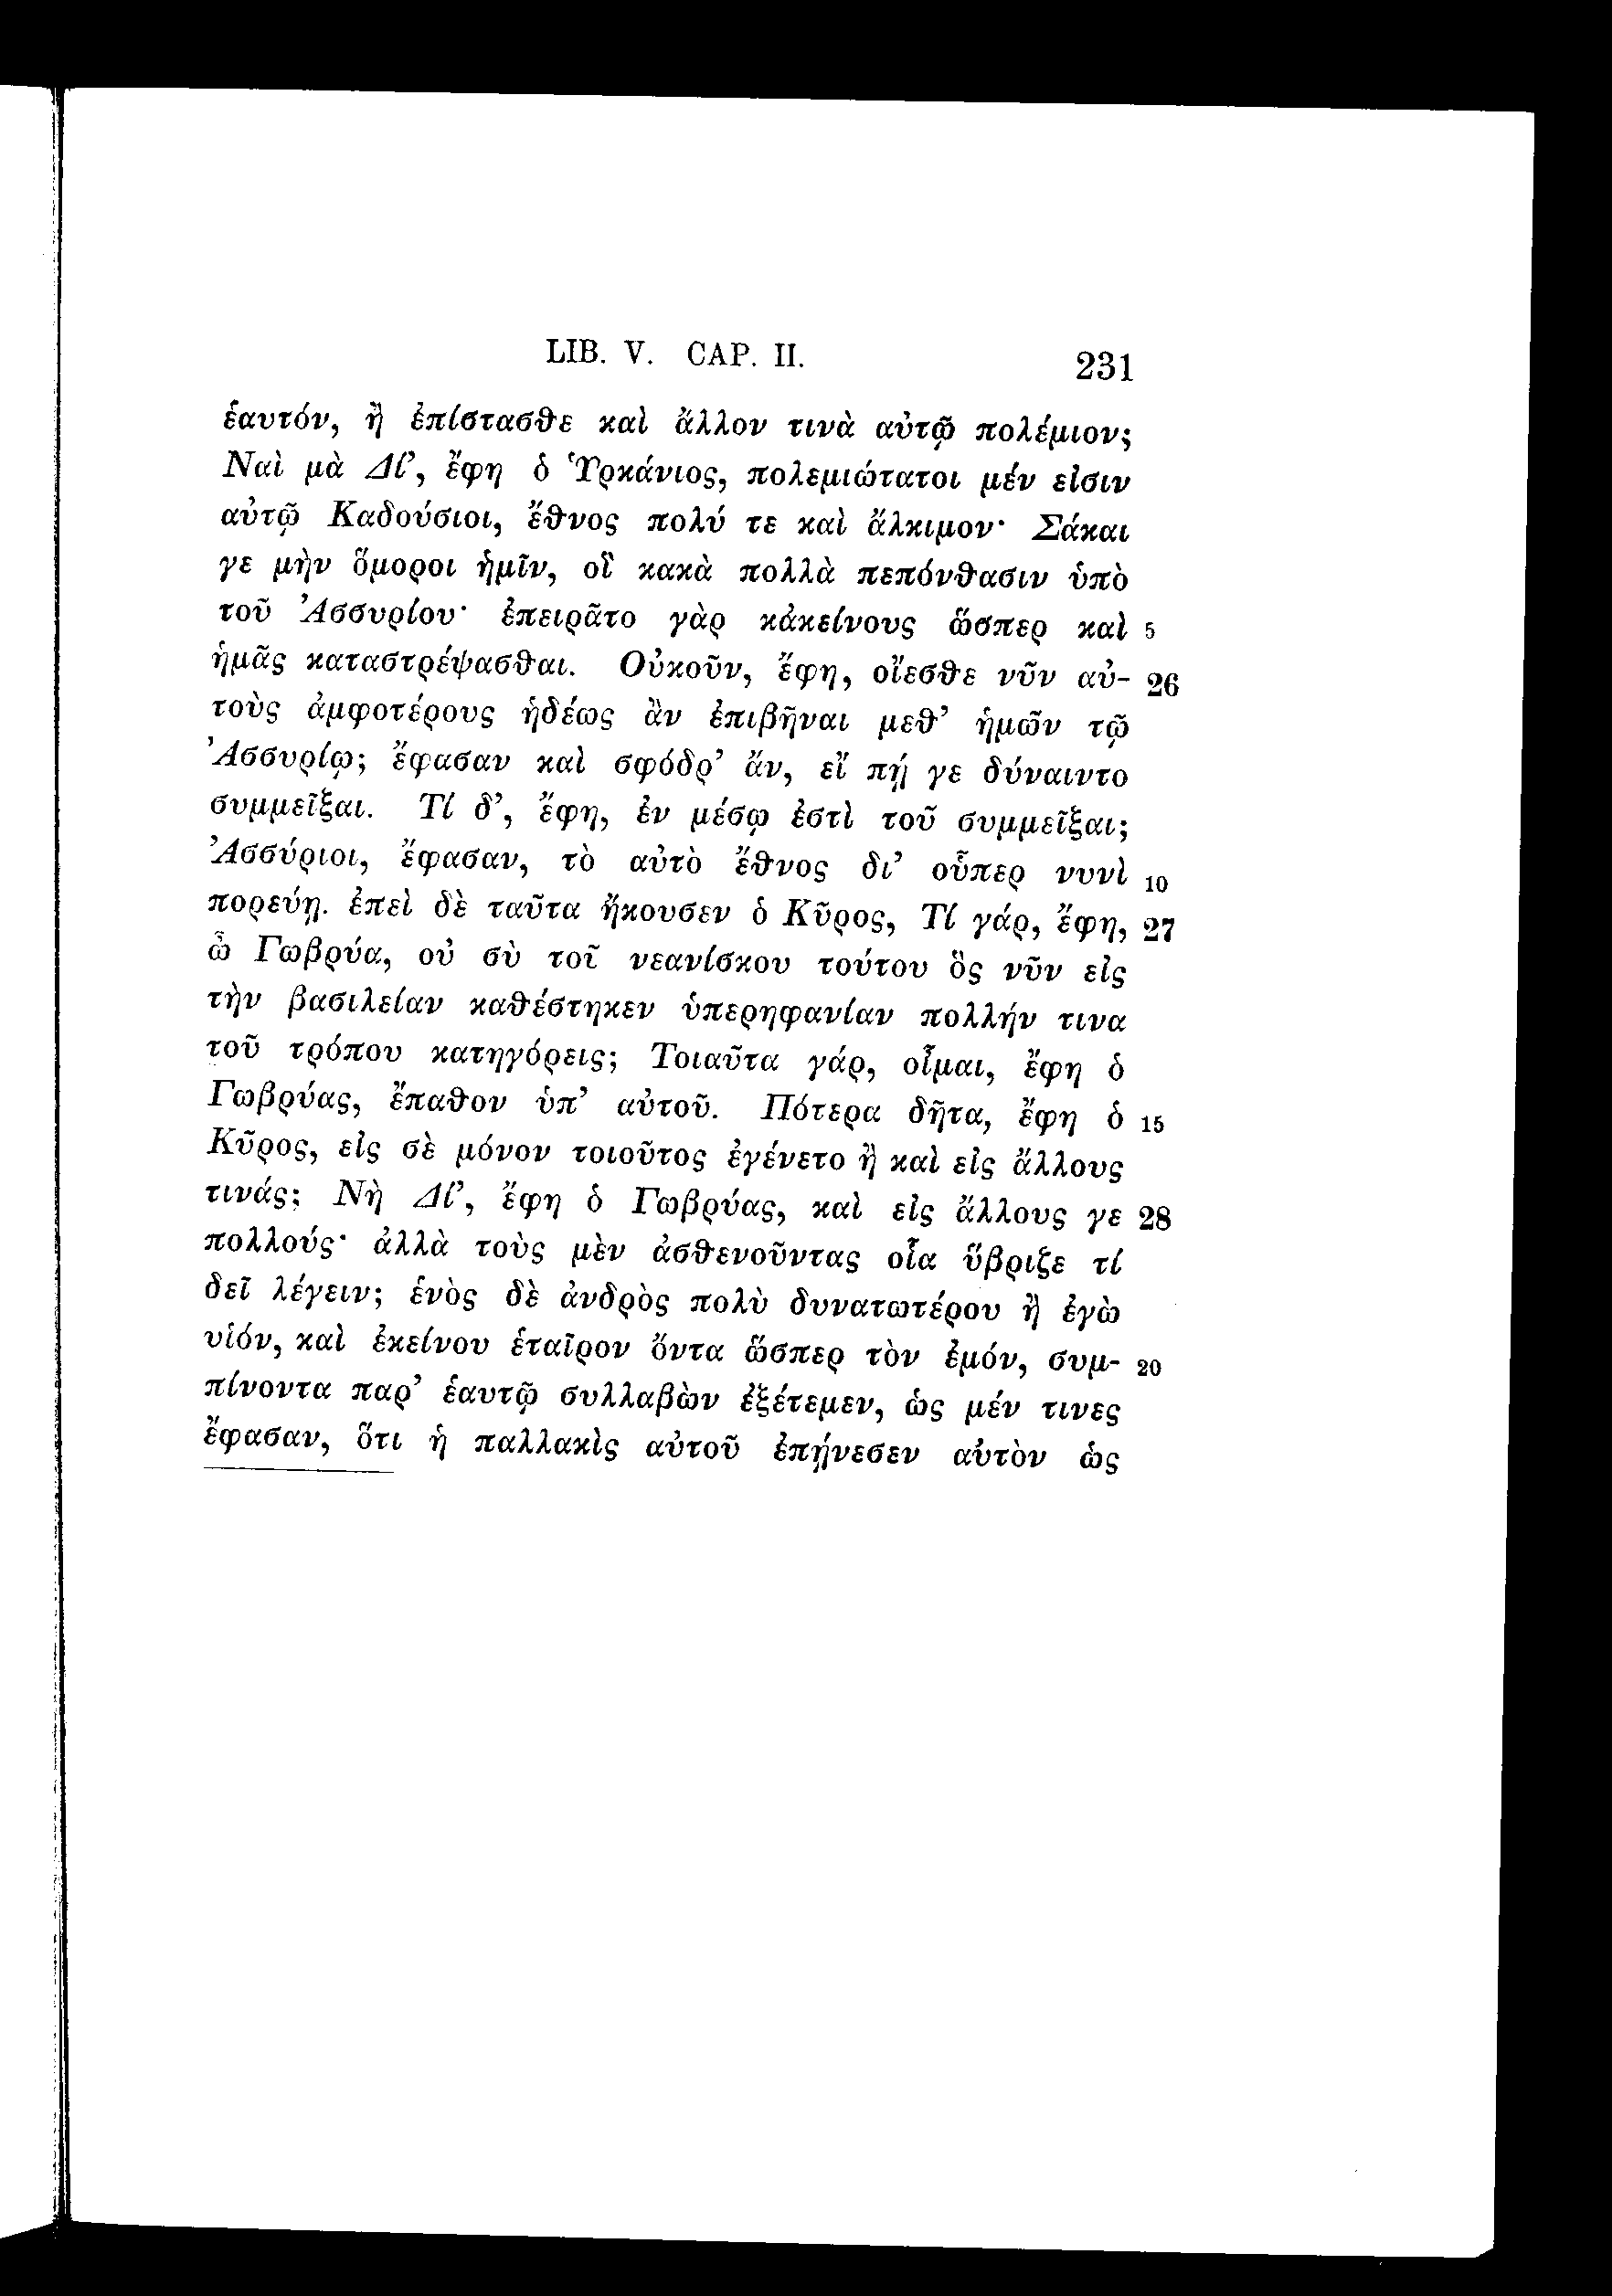 LIB. V. CAP. II. 231
ἑαυτόν, ἢ ἐπίστασθε καὶ ἄλλον τινὰ αὐτῷ πολέμιον;
Ναὶ μὰ Δί’, ἔφη ὁ Ὑρκάνιος, πολεμιώτατοι μέν εἰσιν
αὐτῷ Καδούσιοι, ἔθνος πολύ τε καὶ ἄλκιμον· Σάκαι
γε μὴν ὅμοροι ἡμῖν, οἳ κακὰ πολλὰ πεπόνθασιν ὑπὸ
τοῦ Ἀσσυρίου· ἐπειρᾶτο γὰρ κἀκείνους ὥσπερ καὶ 5
ἡμᾶς καταστρέψασθαι. Οὐκοῦν, ἔφη, οἴεσθε νῦν αὐ- 26
τοὺς ἀμφοτέρους ἡδέως ἂν ἐπιβῆναι μεθ’ ἡμῶν τῷ
Ἀσσυρίῳ; ἔφασαν καὶ σφόδρ’ ἄν, εἴ πῄ γε δύναιντο
συμμεῖξαι. Τί δ’, ἔφη, ἐν μέσῳ ἐστὶ τοῦ συμμεῖξαι;
Ἀσσύριοι, ἔφασαν, τὸ αὐτὸ ἔθνος δι’ οὗπερ νυνὶ 10
πορεύῃ. ἐπεὶ δὲ ταῦτα ἤκουσεν ὁ Κῦρος, Τί γάρ, ἔφη, 27
ὦ Γωβρύα, οὐ σὺ τοῦ νεανίσκου τούτου ὃς νῦν εἰς
τὴν βασιλείαν καθέστηκεν ὑπερηφανίαν πολλήν τινα
τοῦ τρόπου κατηγόρεις; Τοιαῦτα γάρ, οἶμαι, ἔφη ὁ
Γωβρύας, ἔπαθον ὑπ’ αὐτοῦ. Πότερα δῆτα, ἔφη ὁ 15
Κῦρος, εἰς σὲ μόνον τοιοῦτος ἐγένετο ἢ καὶ εἰς ἄλλους
τινάς; Νὴ Δί’, ἔφη ὁ Γωβρύας, καὶ εἰς ἄλλους γε 28
πολλούς· ἀλλὰ τοὺς μὲν ἀσθενοῦντας οἷα ὕβριζε τί
δεῖ λέγειν; ἑνὸς δὲ ἀνδρὸς πολὺ δυνατωτέρου ἢ ἐγὼ
υἱόν, καὶ ἐκείνου ἑταῖρον ὄντα ὥσπερ τὸν ἐμόν, συμ- 20
πίνοντα παρ’ ἑαυτῷ συλλαβὼν ἐξέτεμεν, ὡς μέν τινες
ἔφασαν, ὅτι ἡ παλλακὶς αὐτοῦ ἐπῄνεσεν αὐτὸν ὡς